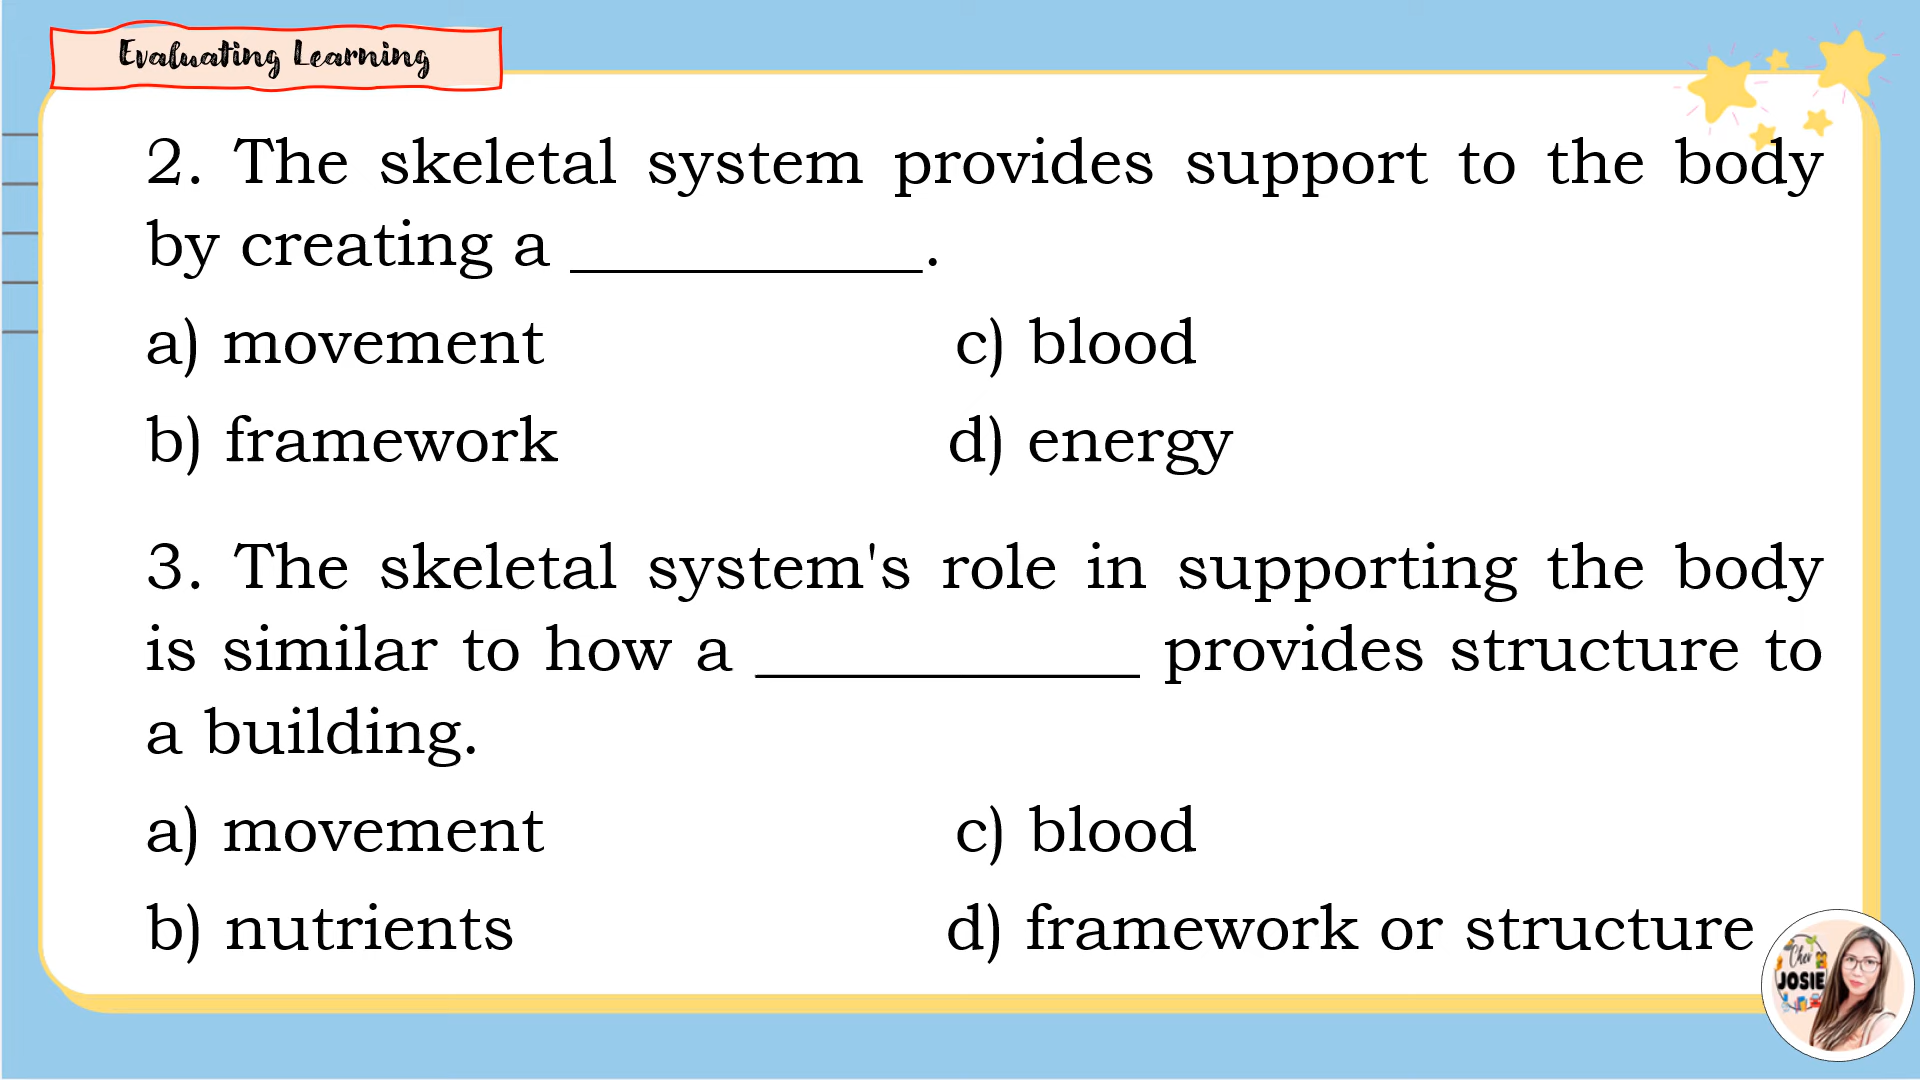 Evaluating Learning
2. The skeletal system provides support to the body
by creating a ___________.
a) movement c) blood
b) framework d) energy
3. The skeletal system's role in supporting the body
is similar to how a ____________ provides structure to
a building.
a) movement c) blood
b) nutrients d) framework or structure
Cher
JOSIE